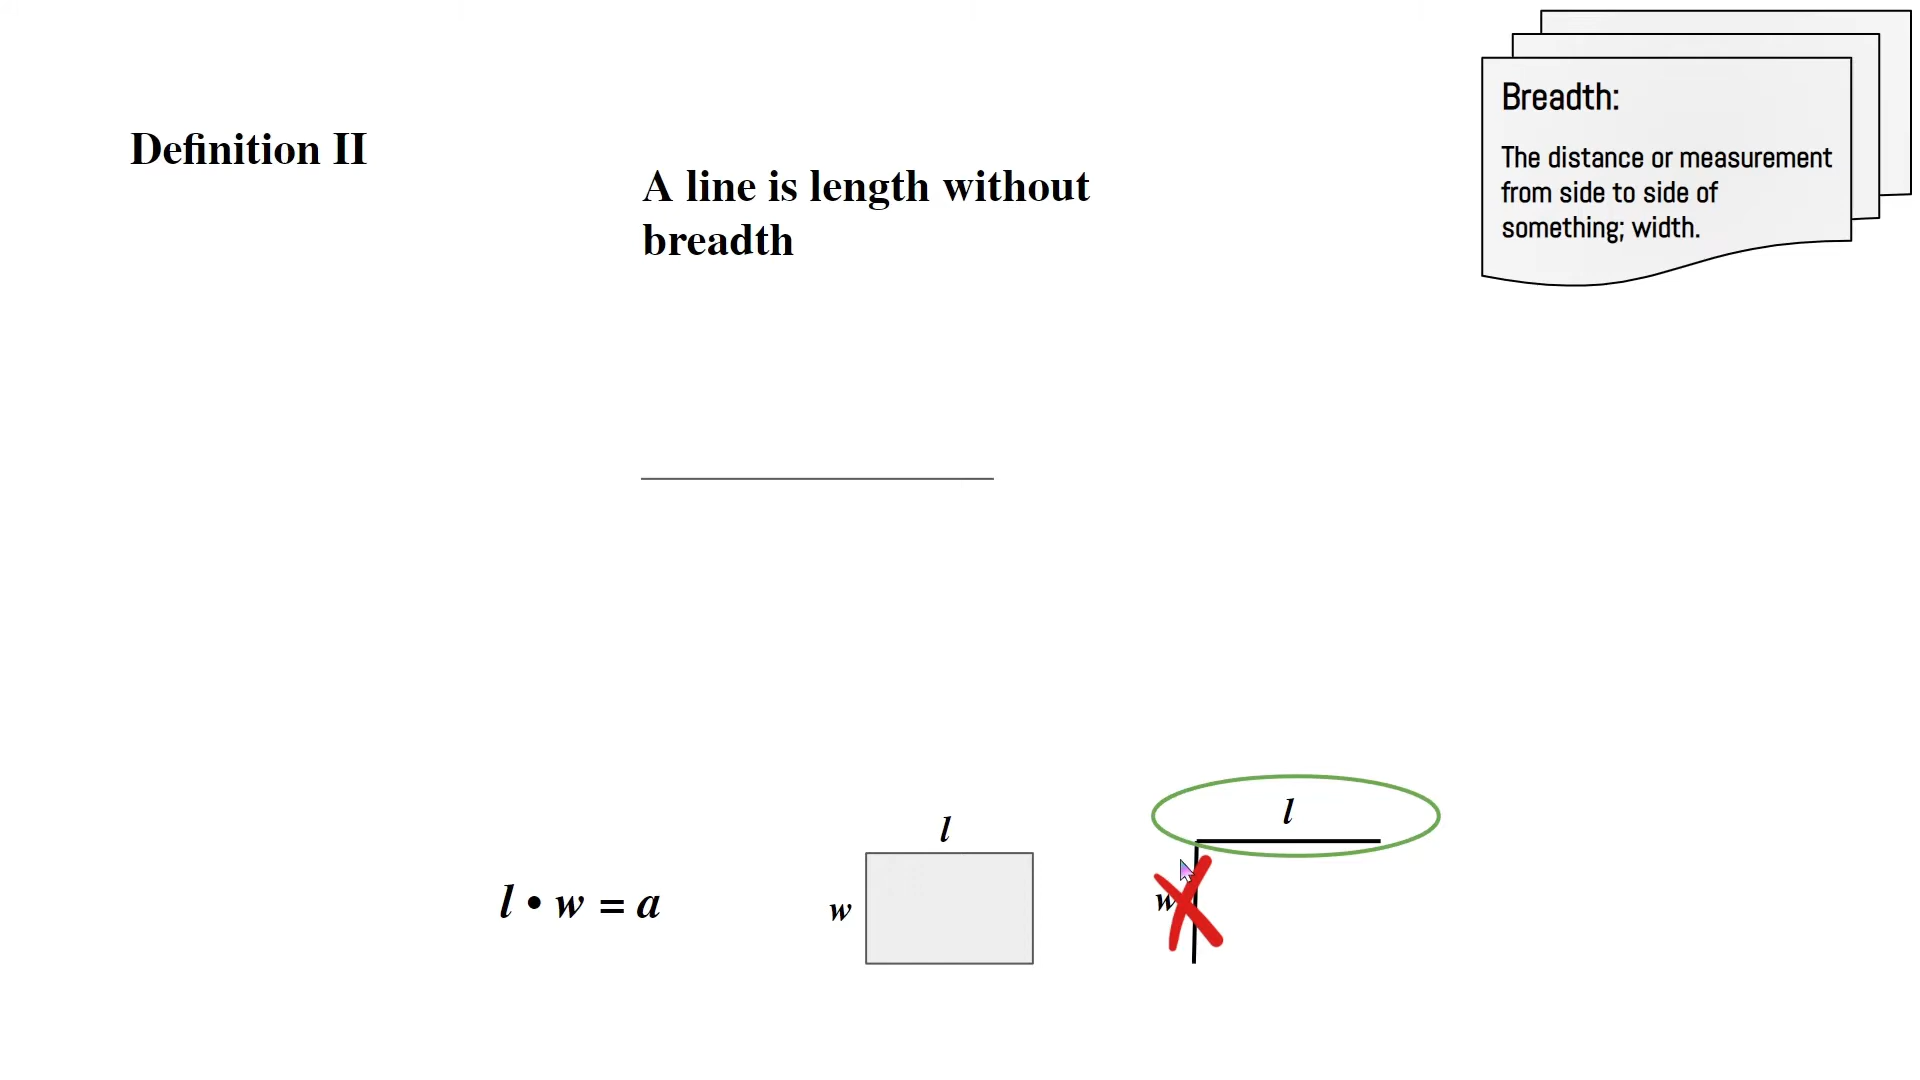 Definition II
A line is length without
breadth
Breadth:
The distance or measurement
from side to side of
something; width.
l • w = a
l
w
l
w